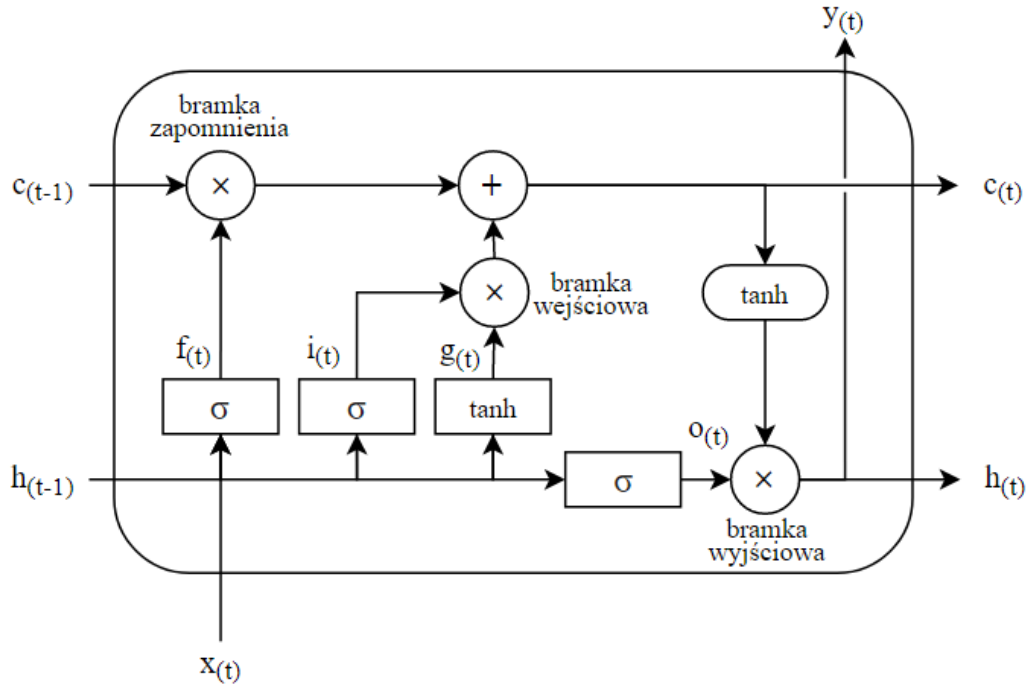 y(t)
bramka
zapomnienia
×
+
c(t-1)
c(t)
×
bramka
wejściowa
tanh
f(t)
i(t)
g(t)
σ
σ
tanh
o(t)
h(t-1)
σ
×
h(t)
bramka
wyjściowa
x(t)